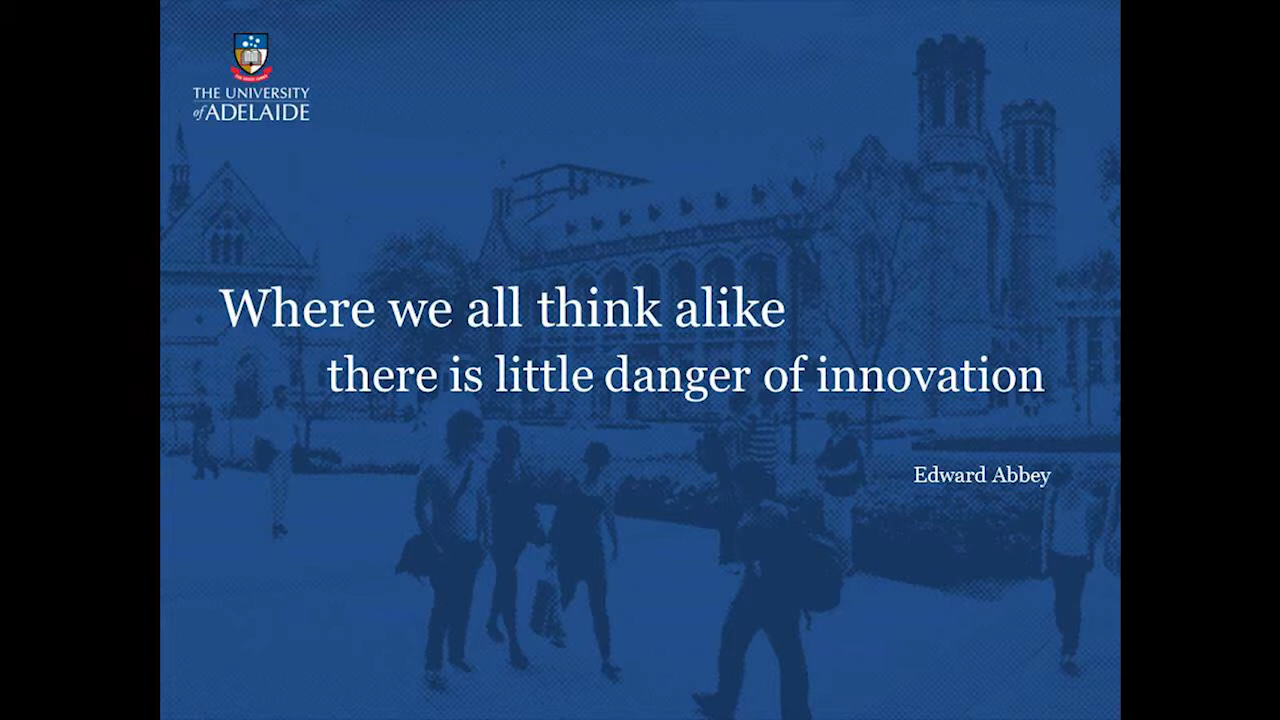 THE UNIVERSITY
of ADELAIDE
Where we all think alike
there is little danger of innovation
Edward Abbey